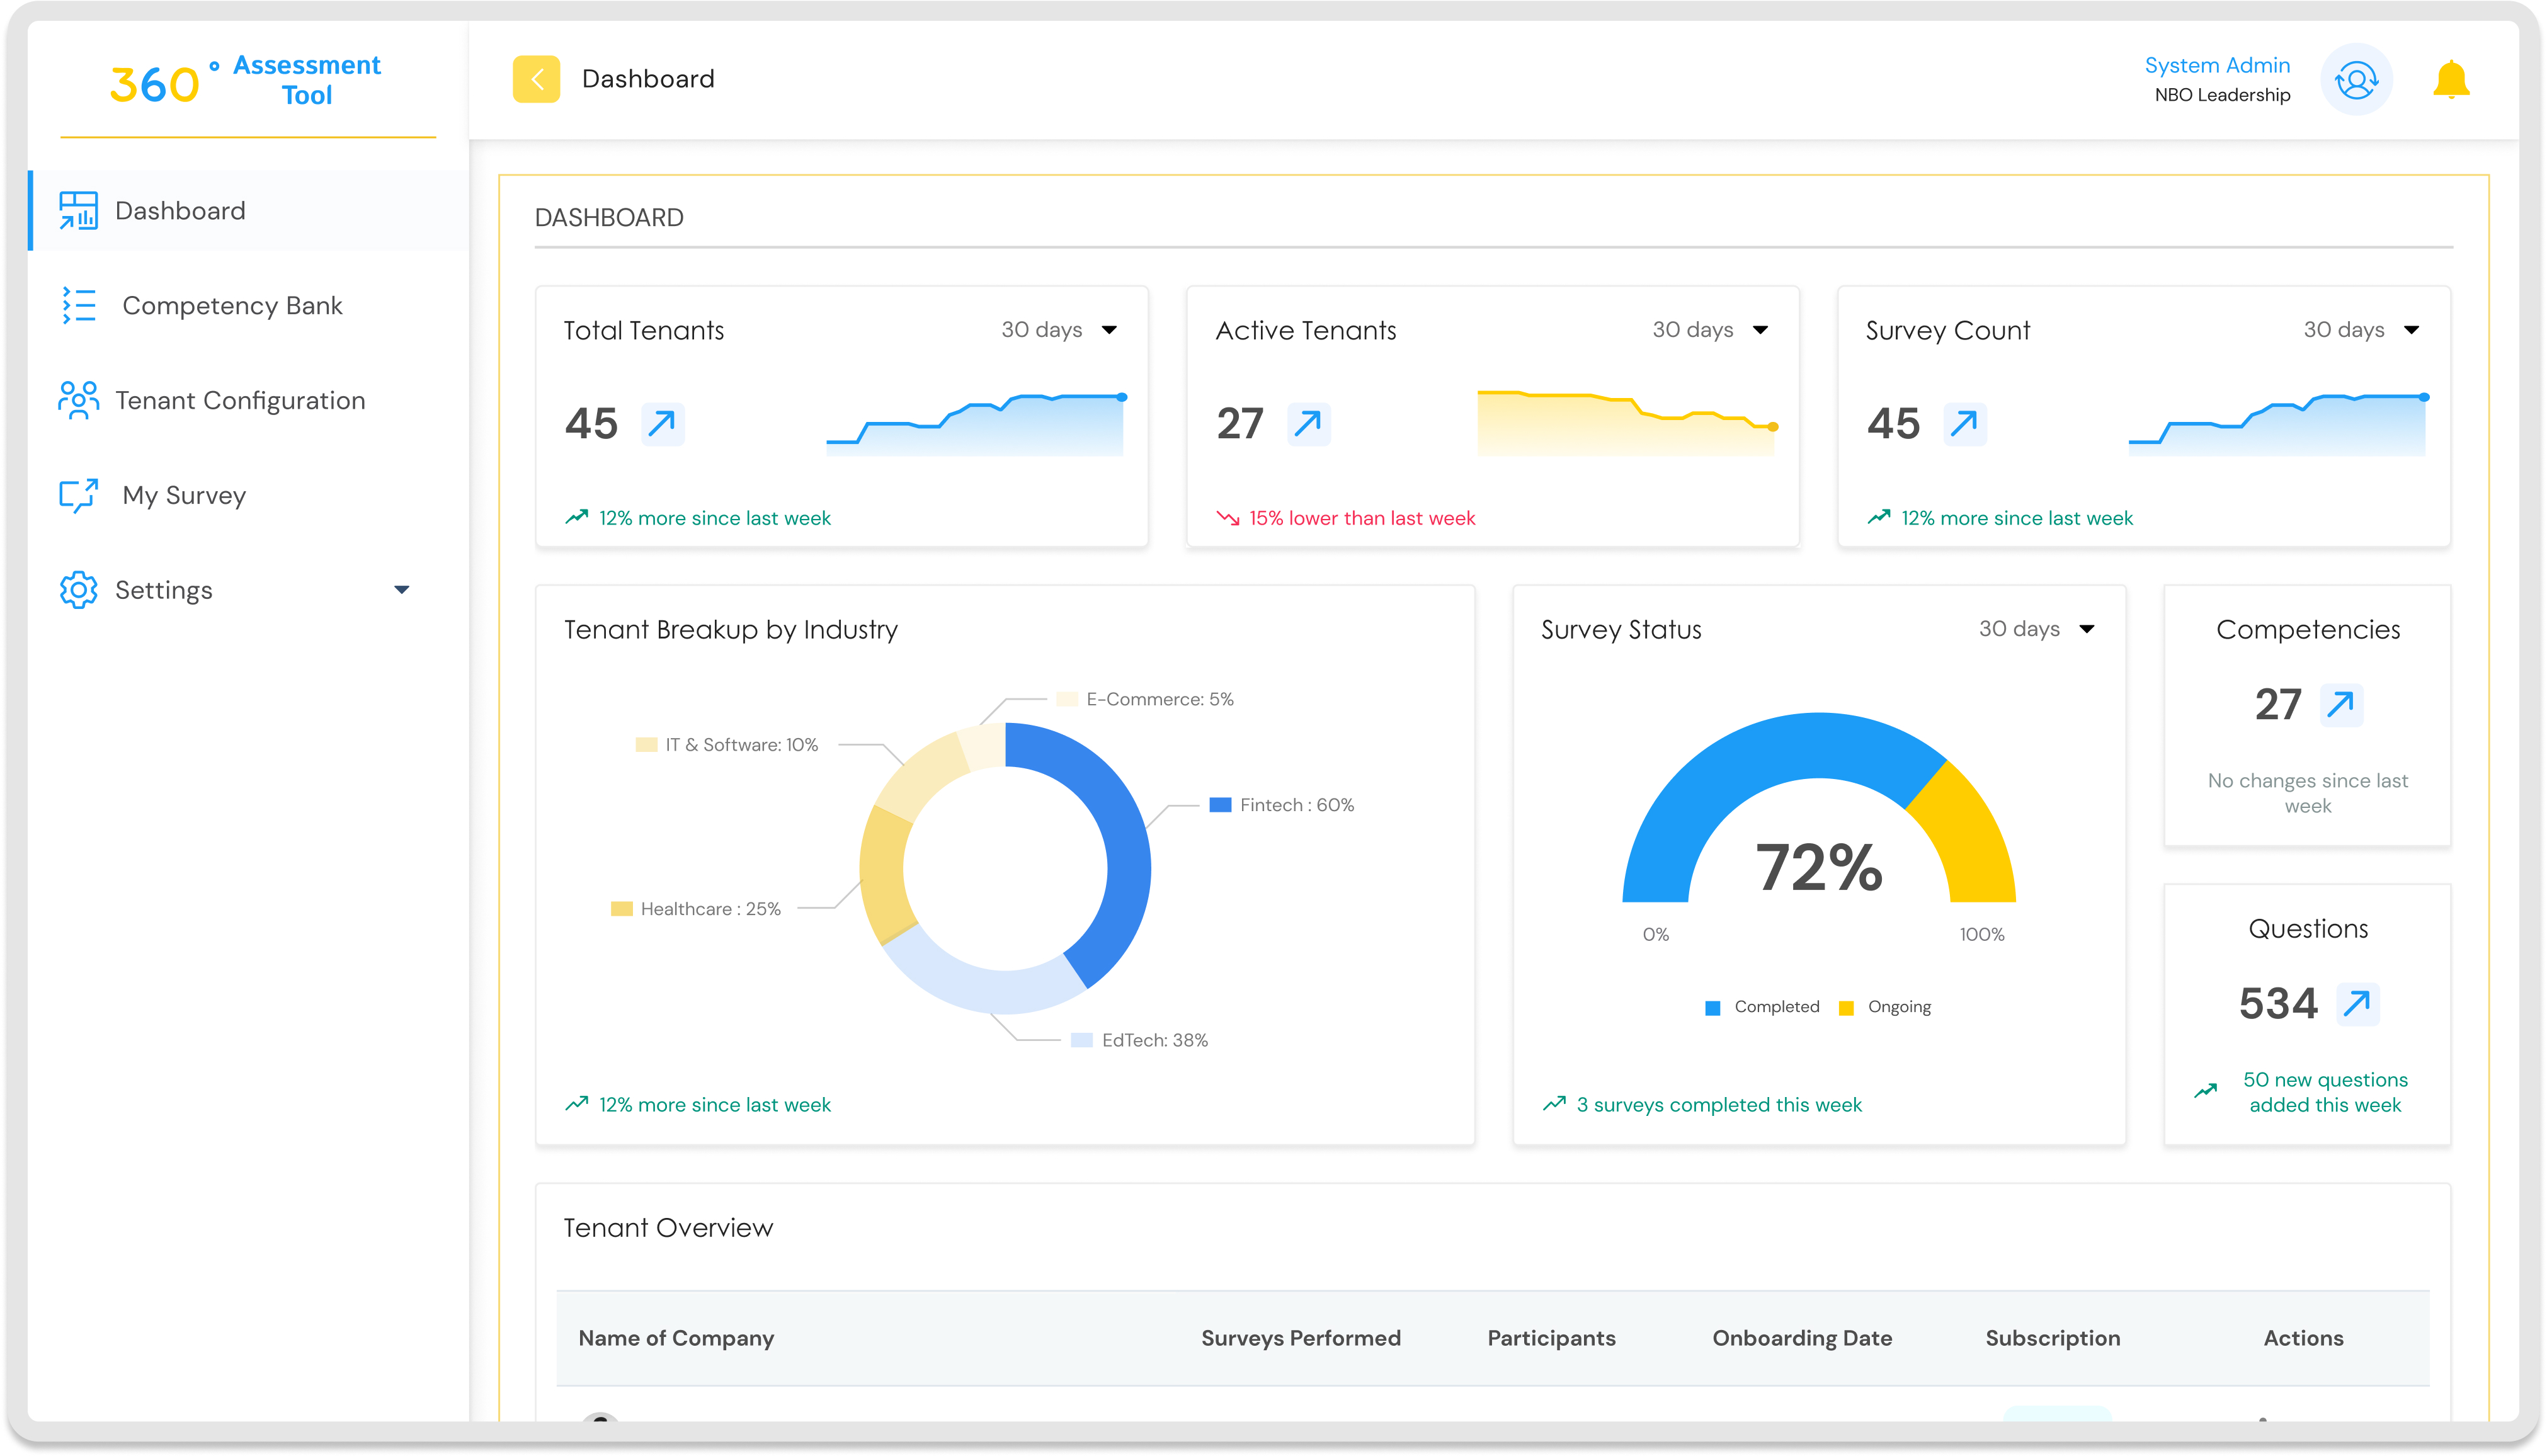 360° Assessment
Tool
Dashboard
System Admin
NBO Leadership
Dashboard
Competency Bank
Tenant Configuration
My Survey
Settings
DASHBOARD
Total Tenants
30 days
45
12% more since last week
Active Tenants
30 days
27
15% lower than last week
Survey Count
30 days
45
12% more since last week
Tenant Breakup by Industry
E-Commerce: 5%
IT & Software: 10%
Fintech : 60%
Healthcare : 25%
EdTech: 38%
12% more since last week
Survey Status
30 days
72%
0%
100%
Completed
Ongoing
3 surveys completed this week
Competencies
27
No changes since last
week
Questions
534
50 new questions
added this week
Tenant Overview
Name of Company
Surveys Performed
Participants
Onboarding Date
Subscription
Actions